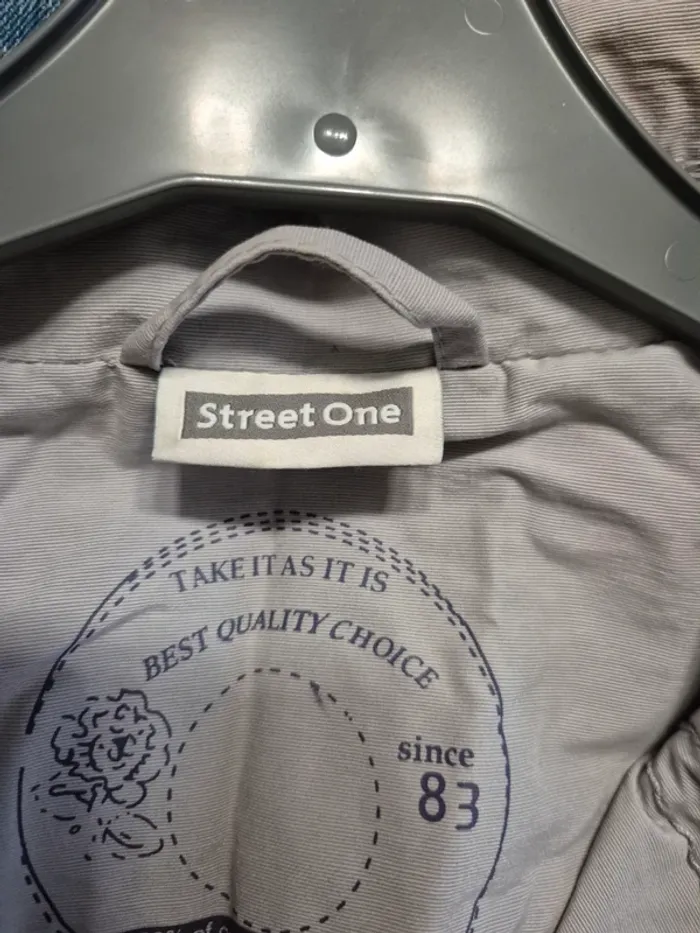 Street One
TAKE IT AS IT IS
BEST QUALITY CHOICE
since
83